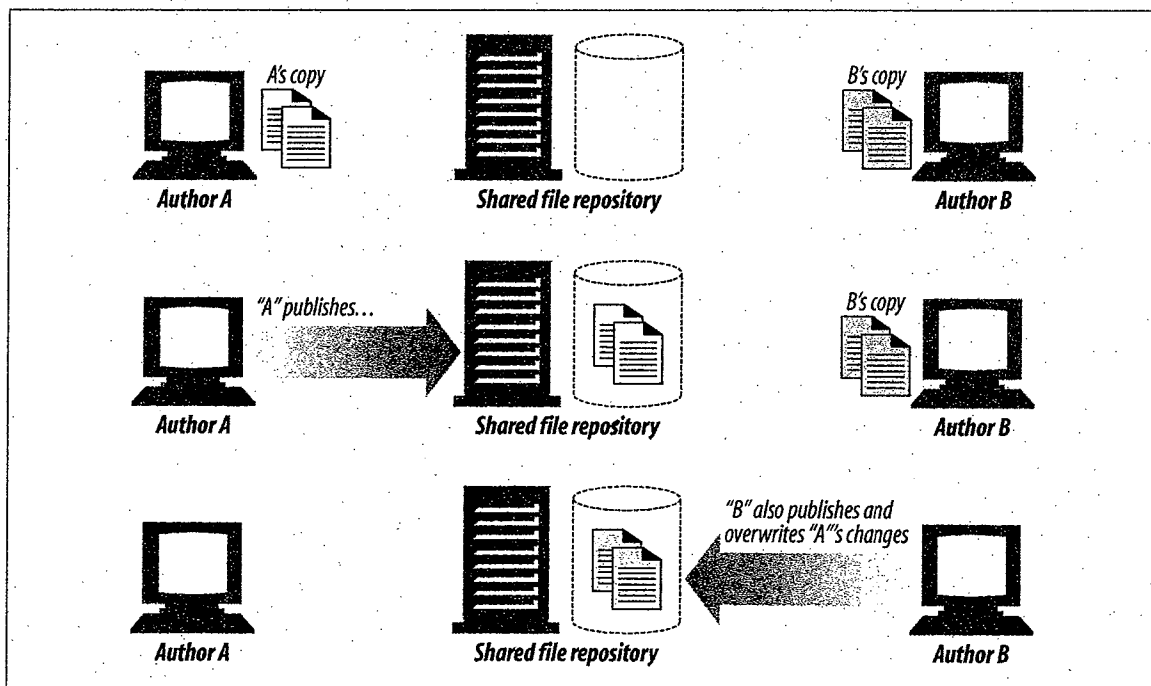 A's copy
B's copy
Author A
Shared file repository
Author B
"A" publishes...
B's copy
Author A
Shared file repository
Author B
"B" also publishes and
overwrites "A"'s changes
Author A
Shared file repository
Author B